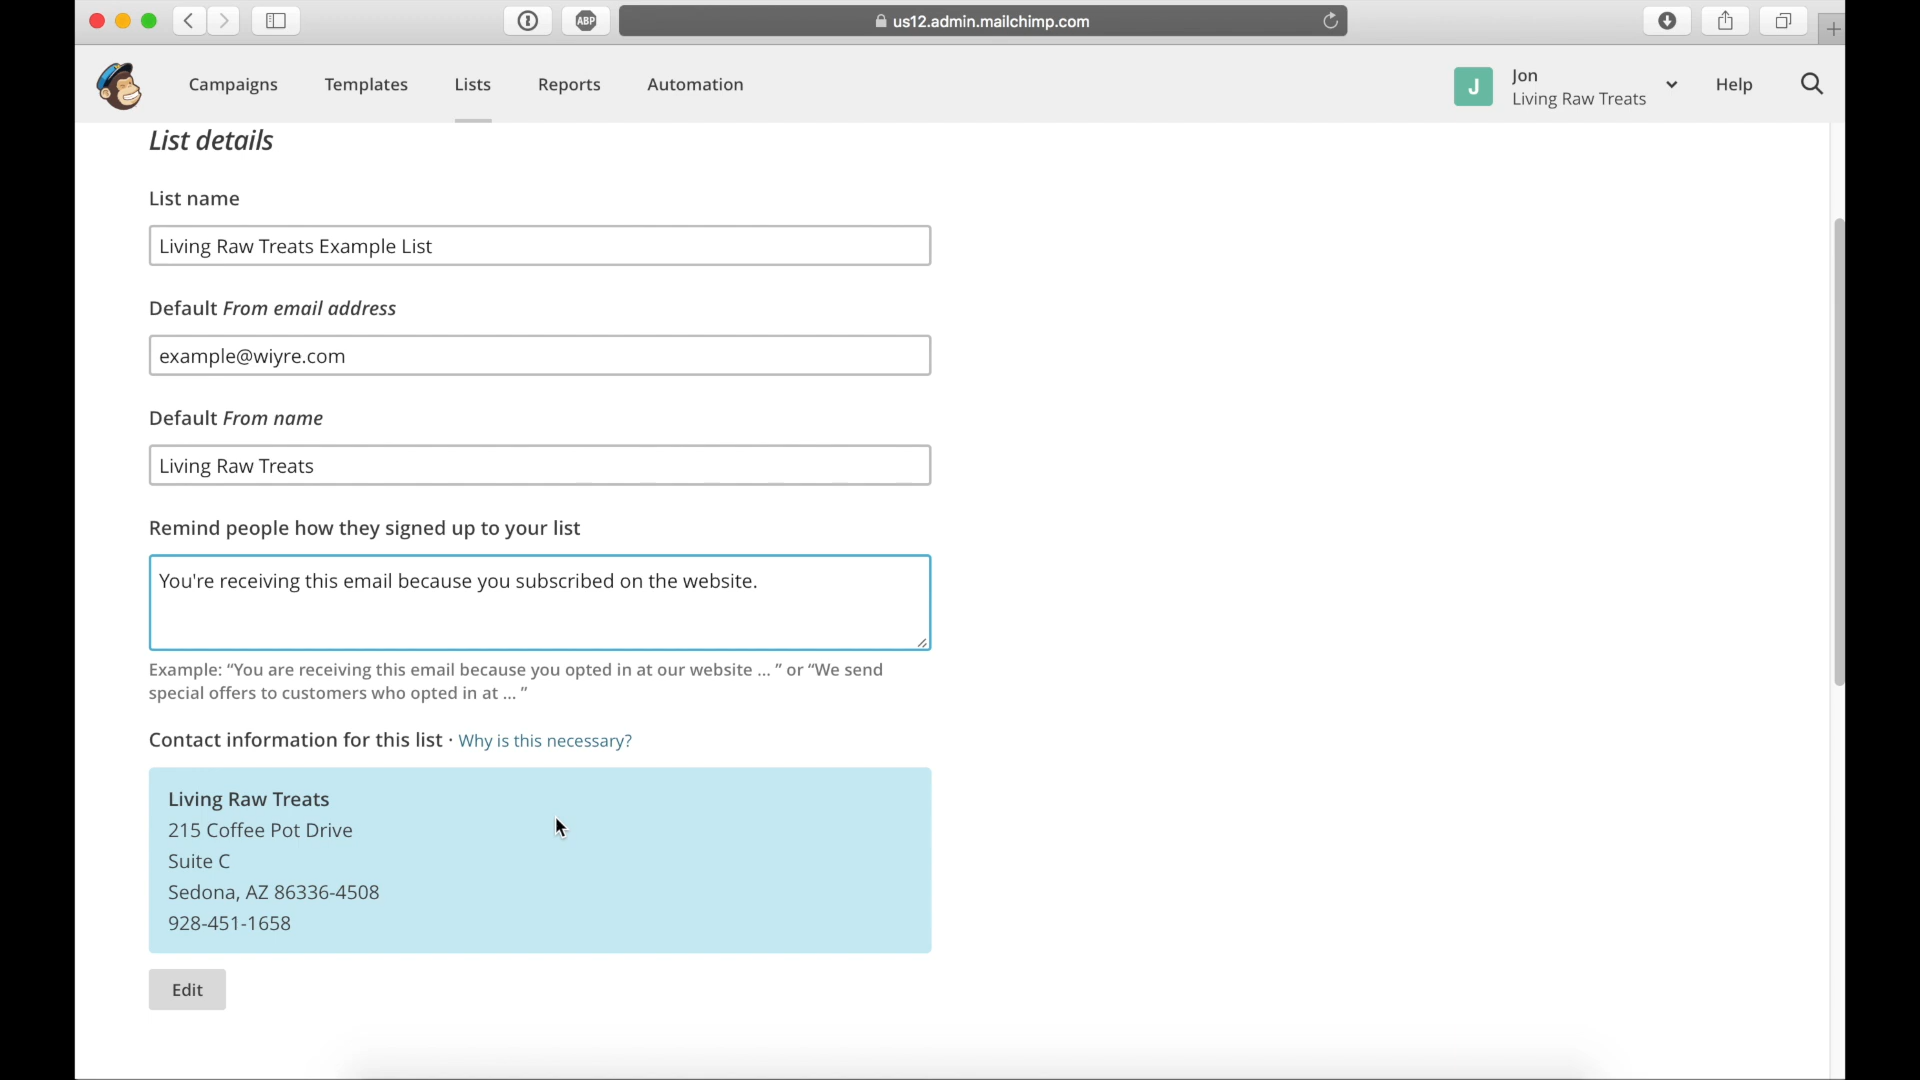 ABP
us12.admin.mailchimp.com
Campaigns
Templates
Lists
Reports
Automation
J
Jon
Living Raw Treats
Help
List details
List name
Living Raw Treats Example List
Default From email address
example@wiyre.com
Default From name
Living Raw Treats
Remind people how they signed up to your list
You're receiving this email because you subscribed on the website.
Example: “You are receiving this email because you opted in at our website ... ” or “We send
special offers to customers who opted in at ... ”
Contact information for this list · Why is this necessary?
Living Raw Treats
215 Coffee Pot Drive
Suite C
Sedona, AZ 86336-4508
928-451-1658
Edit